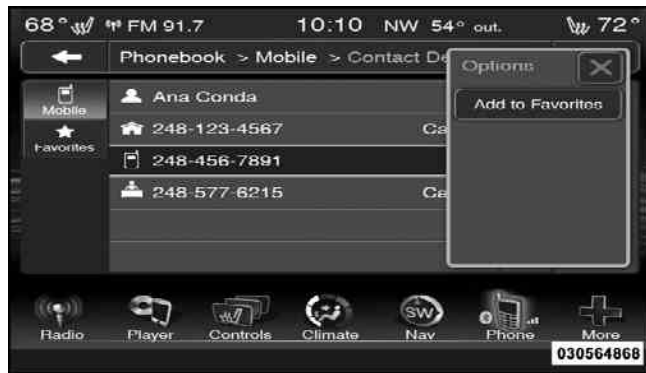 68° FM 91.7 10:10 NW 54° out. 72°
Phonebook > Mobile > Contact De
Options
Mobile
Ana Conda
Add to Favorites
248-123-4567 Ca
Favorites
248-456-7891
248-577-6215 Ca
SW
Radio Player Controls Climate Nav Phone More
030564868